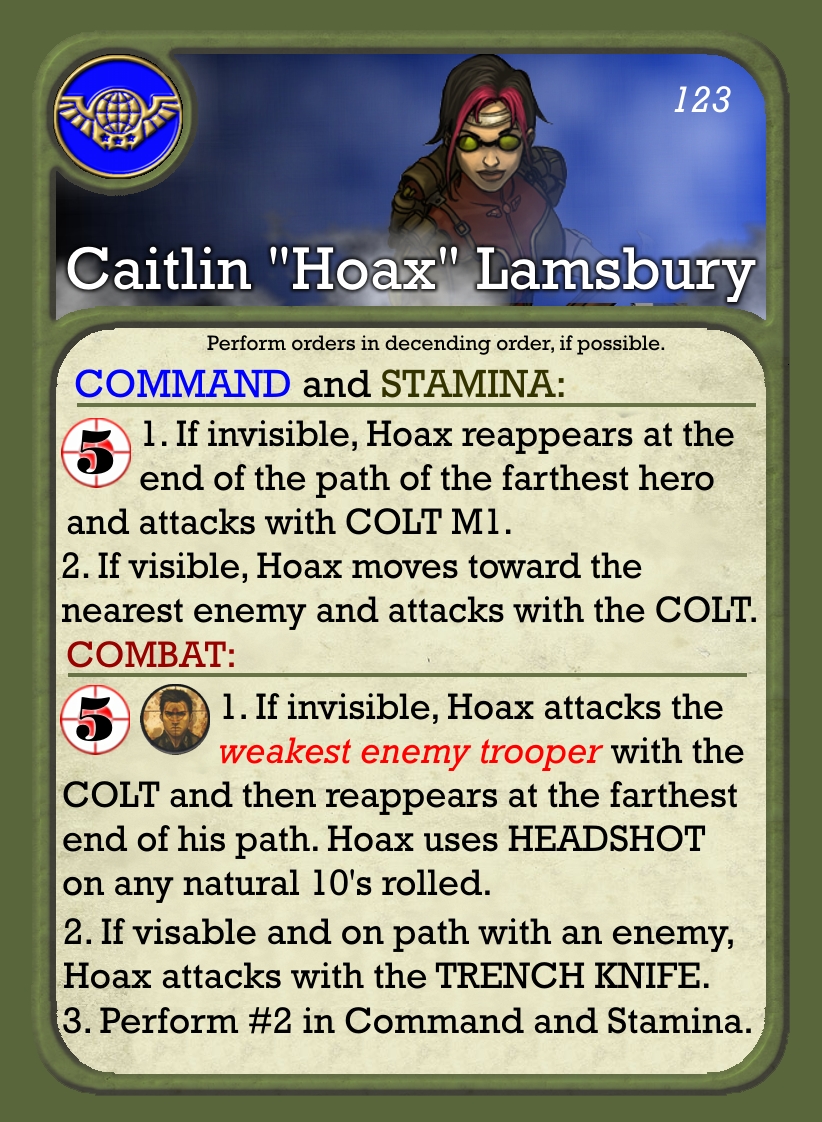 123
Caitlin "Hoax" Lamsbury
Perform orders in decending order, if possible.
COMMAND and STAMINA:
5 1. If invisible, Hoax reappears at the
end of the path of the farthest hero
and attacks with COLT M1.
2. If visible, Hoax moves toward the
nearest enemy and attacks with the COLT.
COMBAT:
5 1. If invisible, Hoax attacks the
weakest enemy trooper with the
COLT and then reappears at the farthest
end of his path. Hoax uses HEADSHOT
on any natural 10's rolled.
2. If visable and on path with an enemy,
Hoax attacks with the TRENCH KNIFE.
3. Perform #2 in Command and Stamina.